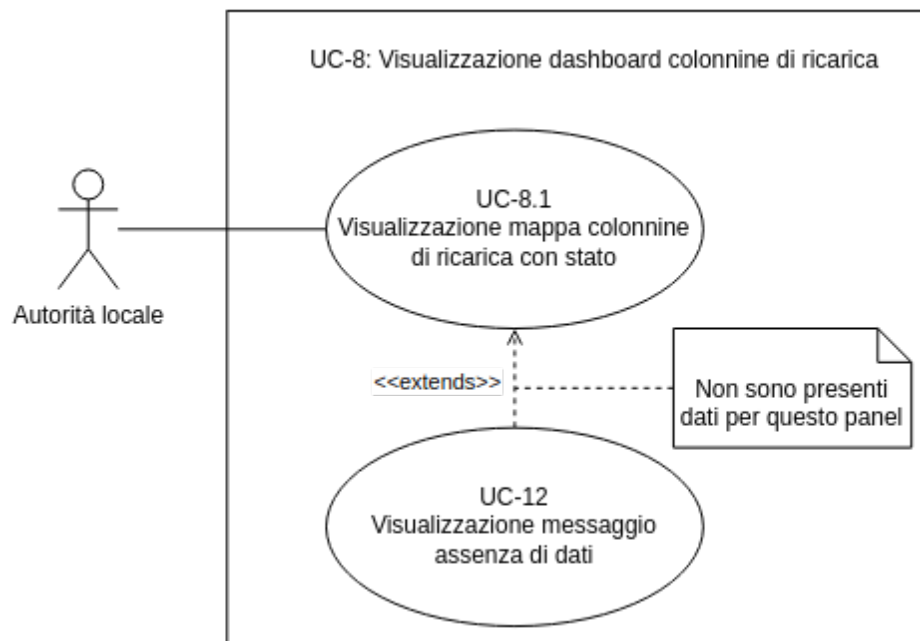 UC-8: Visualizzazione dashboard colonnine di ricarica
UC-8.1
Visualizzazione mappa colonnine
di ricarica con stato
Autorità locale
<<extends>>
Non sono presenti
dati per questo panel
UC-12
Visualizzazione messaggio
assenza di dati